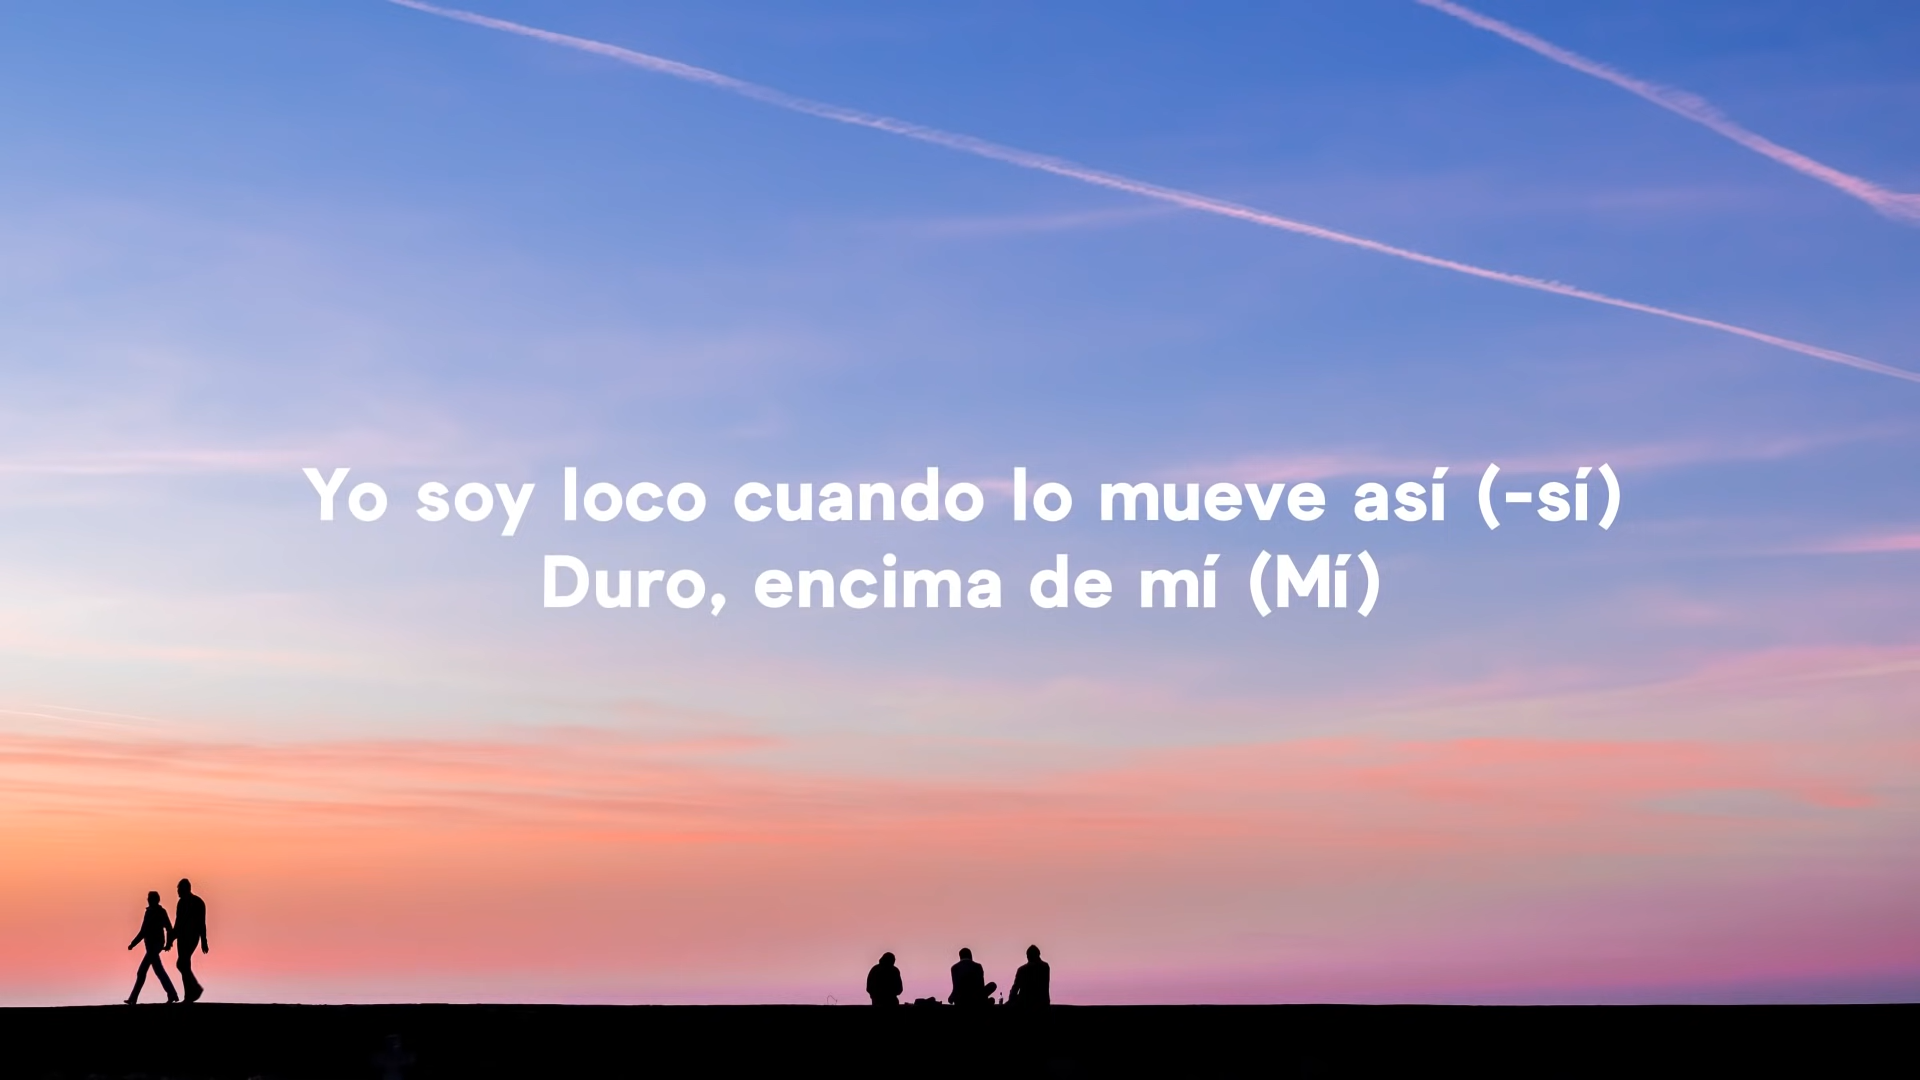 Yo soy loco cuando lo mueve así (-sí)
Duro, encima de mí (Mí)